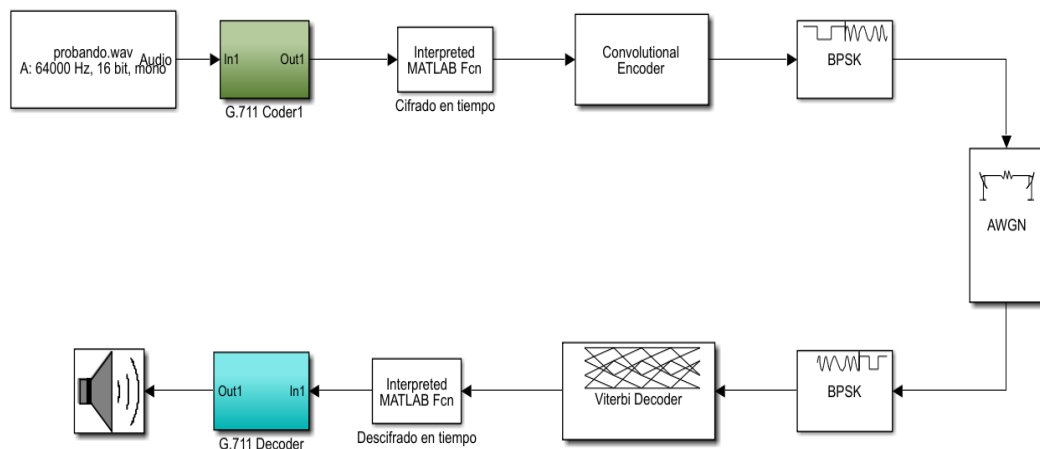 probando.wav
Audio
A: 64000 Hz, 16 bit, mono
In1
Out1
G.711 Coder1
Interpreted
MATLAB Fcn
Cifrado en tiempo
Convolutional
Encoder
BPSK
AWGN
BPSK
Viterbi Decoder
Interpreted
MATLAB Fcn
Descifrado en tiempo
Out1
In1
G.711 Decoder